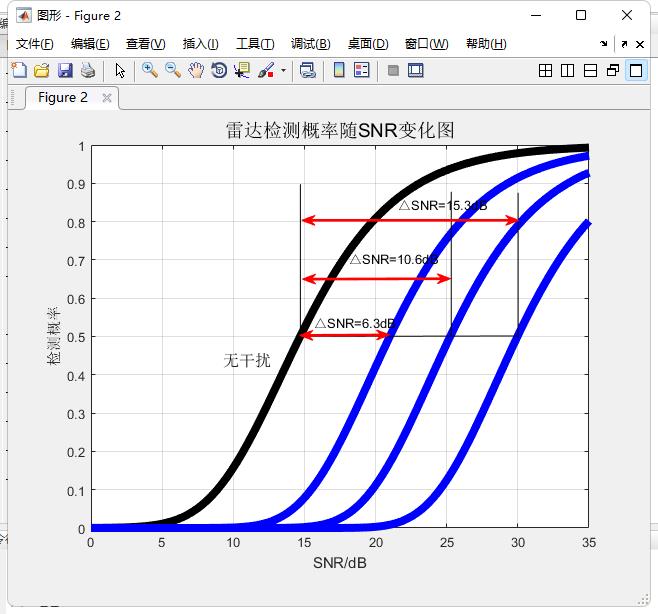 图形 - Figure 2
文件(F) 编辑(E) 查看(V) 插入(I) 工具(T) 调试(B) 桌面(D) 窗口(W) 帮助(H)
Figure 2
雷达检测概率随SNR变化图
1
0.9
△SNR=15.3dB
0.8
0.7
△SNR=10.6dB
0.6
△SNR=6.3dB
0.5
检测概率
无干扰
0.4
0.3
0.2
0.1
0
0 5 10 15 20 25 30 35
SNR/dB